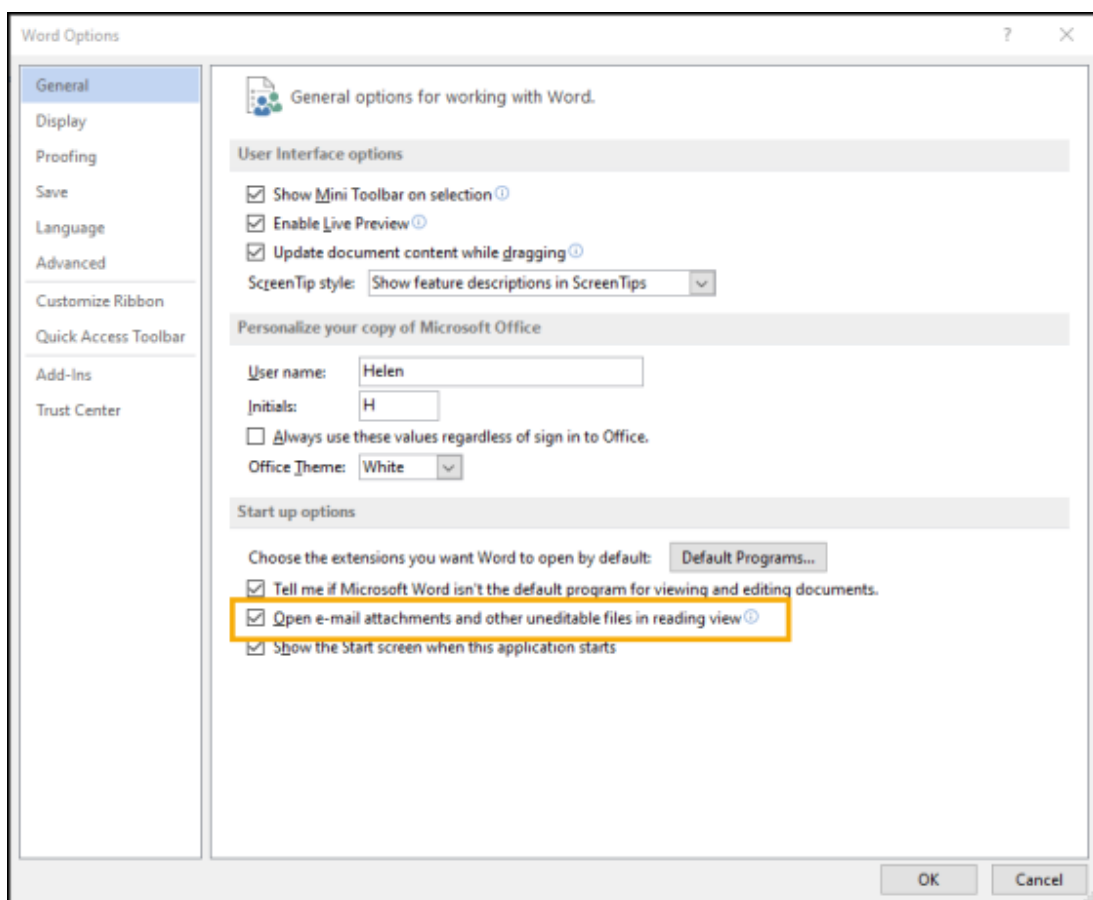 Word Options
?
General
Display
Proofing
Save
Language
Advanced
Customize Ribbon
Quick Access Toolbar
Add-Ins
Trust Center
General options for working with Word.
User Interface options
Show Mini Toolbar on selection
Enable Live Preview
Update document content while dragging
ScreenTip style: Show feature descriptions in ScreenTips
Personalize your copy of Microsoft Office
User name: Helen
Initials: H
Always use these values regardless of sign in to Office.
Office Theme: White
Start up options
Choose the extensions you want Word to open by default: Default Programs...
Tell me if Microsoft Word isn't the default program for viewing and editing documents.
Open e-mail attachments and other uneditable files in reading view
Show the Start screen when this application starts
OK Cancel